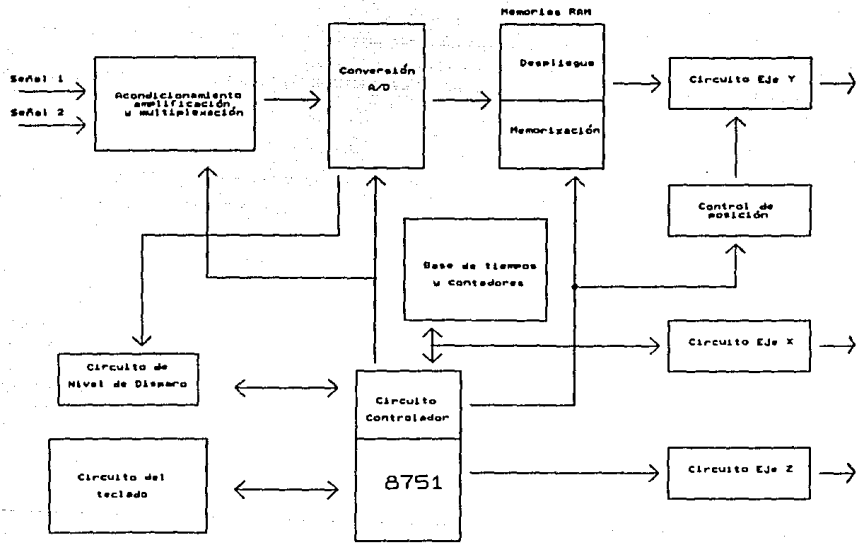 Memorias RAM
Señal 1
Señal 2
Acondicionamiento
amplificación
y multiplexación
Conversión
A/D
Despliegue
Memorización
Circuito Eje Y
Control de
posición
Base de tiempos
y contadores
Circuito Eje X
Circuito de
Nivel de Disparo
Circuito
Controlador
8751
Circuito del
teclado
Circuito Eje Z